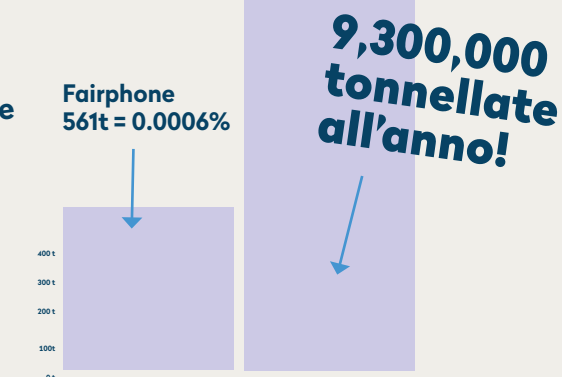 9,300,000
tonnellate
all'anno!
Fairphone
561t = 0.0006%
e
400 t
300 t
200 t
100t